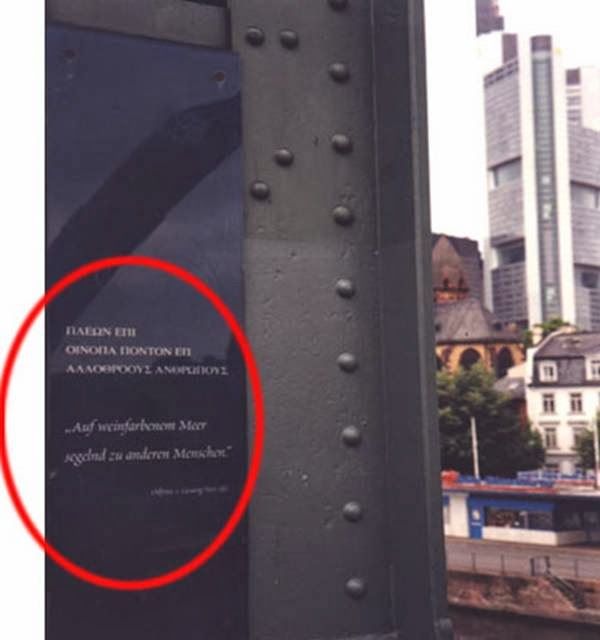 ΠΛΕΩΝ ΕΠΙ
ΟΙΝΟΠΑ ΠΟΝΤΟΝ ΕΠ
ΑΛΛΟΘΡΟΟΥΣ ΑΝΘΡΩΠΟΥΣ
„Auf weinfarbenem Meer
segelnd zu anderen Menschen.“